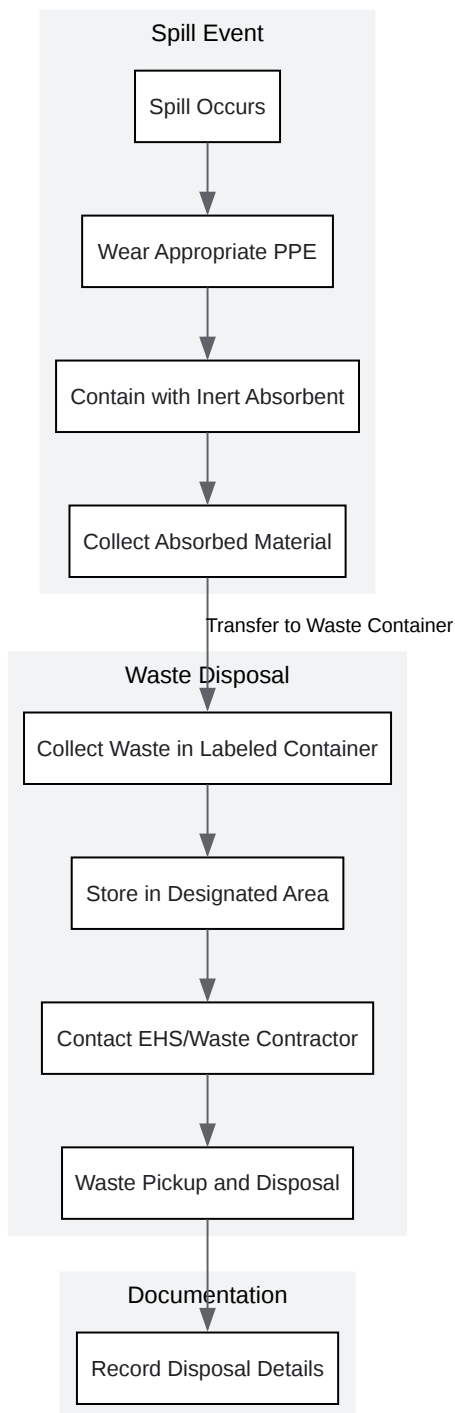 Spill Event
Spill Occurs
Wear Appropriate PPE
Contain with Inert Absorbent
Collect Absorbed Material
Transfer to Waste Container
Waste Disposal
Collect Waste in Labeled Container
Store in Designated Area
Contact EHS/Waste Contractor
Waste Pickup and Disposal
Documentation
Record Disposal Details